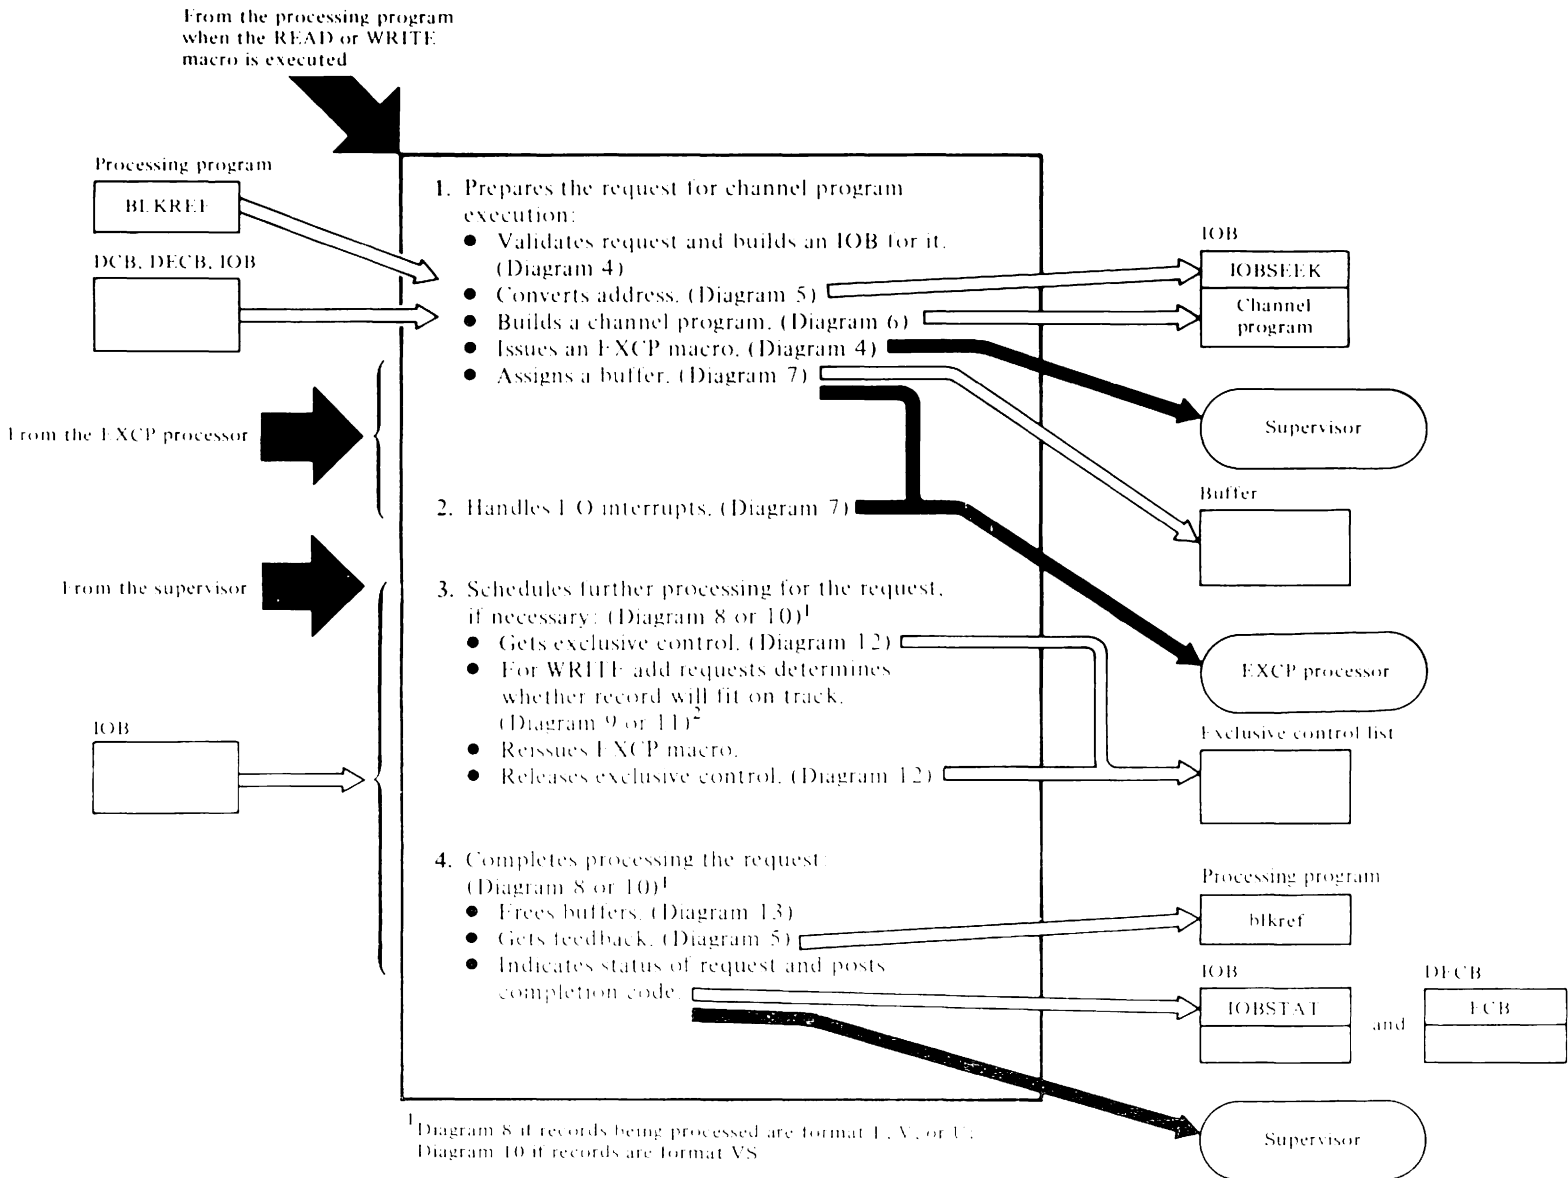 From the processing program
when the READ or WRITE
macro is executed
Processing program
BLKREF
DCB, DECB, IOB
From the EXCP processor
From the supervisor
IOB
1. Prepares the request for channel program
execution:
● Validates request and builds an IOB for it.
(Diagram 4)
● Converts address. (Diagram 5)
● Builds a channel program. (Diagram 6)
● Issues an EXCP macro. (Diagram 4)
● Assigns a buffer. (Diagram 7)
2. Handles I O interrupts. (Diagram 7)
3. Schedules further processing for the request,
if necessary: (Diagram 8 or 10)1
● Gets exclusive control. (Diagram 12)
● For WRITE add requests determines
whether record will fit on track.
(Diagram 9 or 11)2
● Reissues EXCP macro.
● Releases exclusive control. (Diagram 12)
4. Completes processing the request:
(Diagram 8 or 10)1
● Frees buffers. (Diagram 13)
● Gets feedback. (Diagram 5)
● Indicates status of request and posts
completion code.
IOB
IOBSEEK
Channel
program
Supervisor
Buffer
EXCP processor
Exclusive control list
Processing program
blkref
IOB
IOBSTAT
and
DECB
ECB
Supervisor
1Diagram 8 if records being processed are format F, V, or U;
Diagram 10 if records are format VS